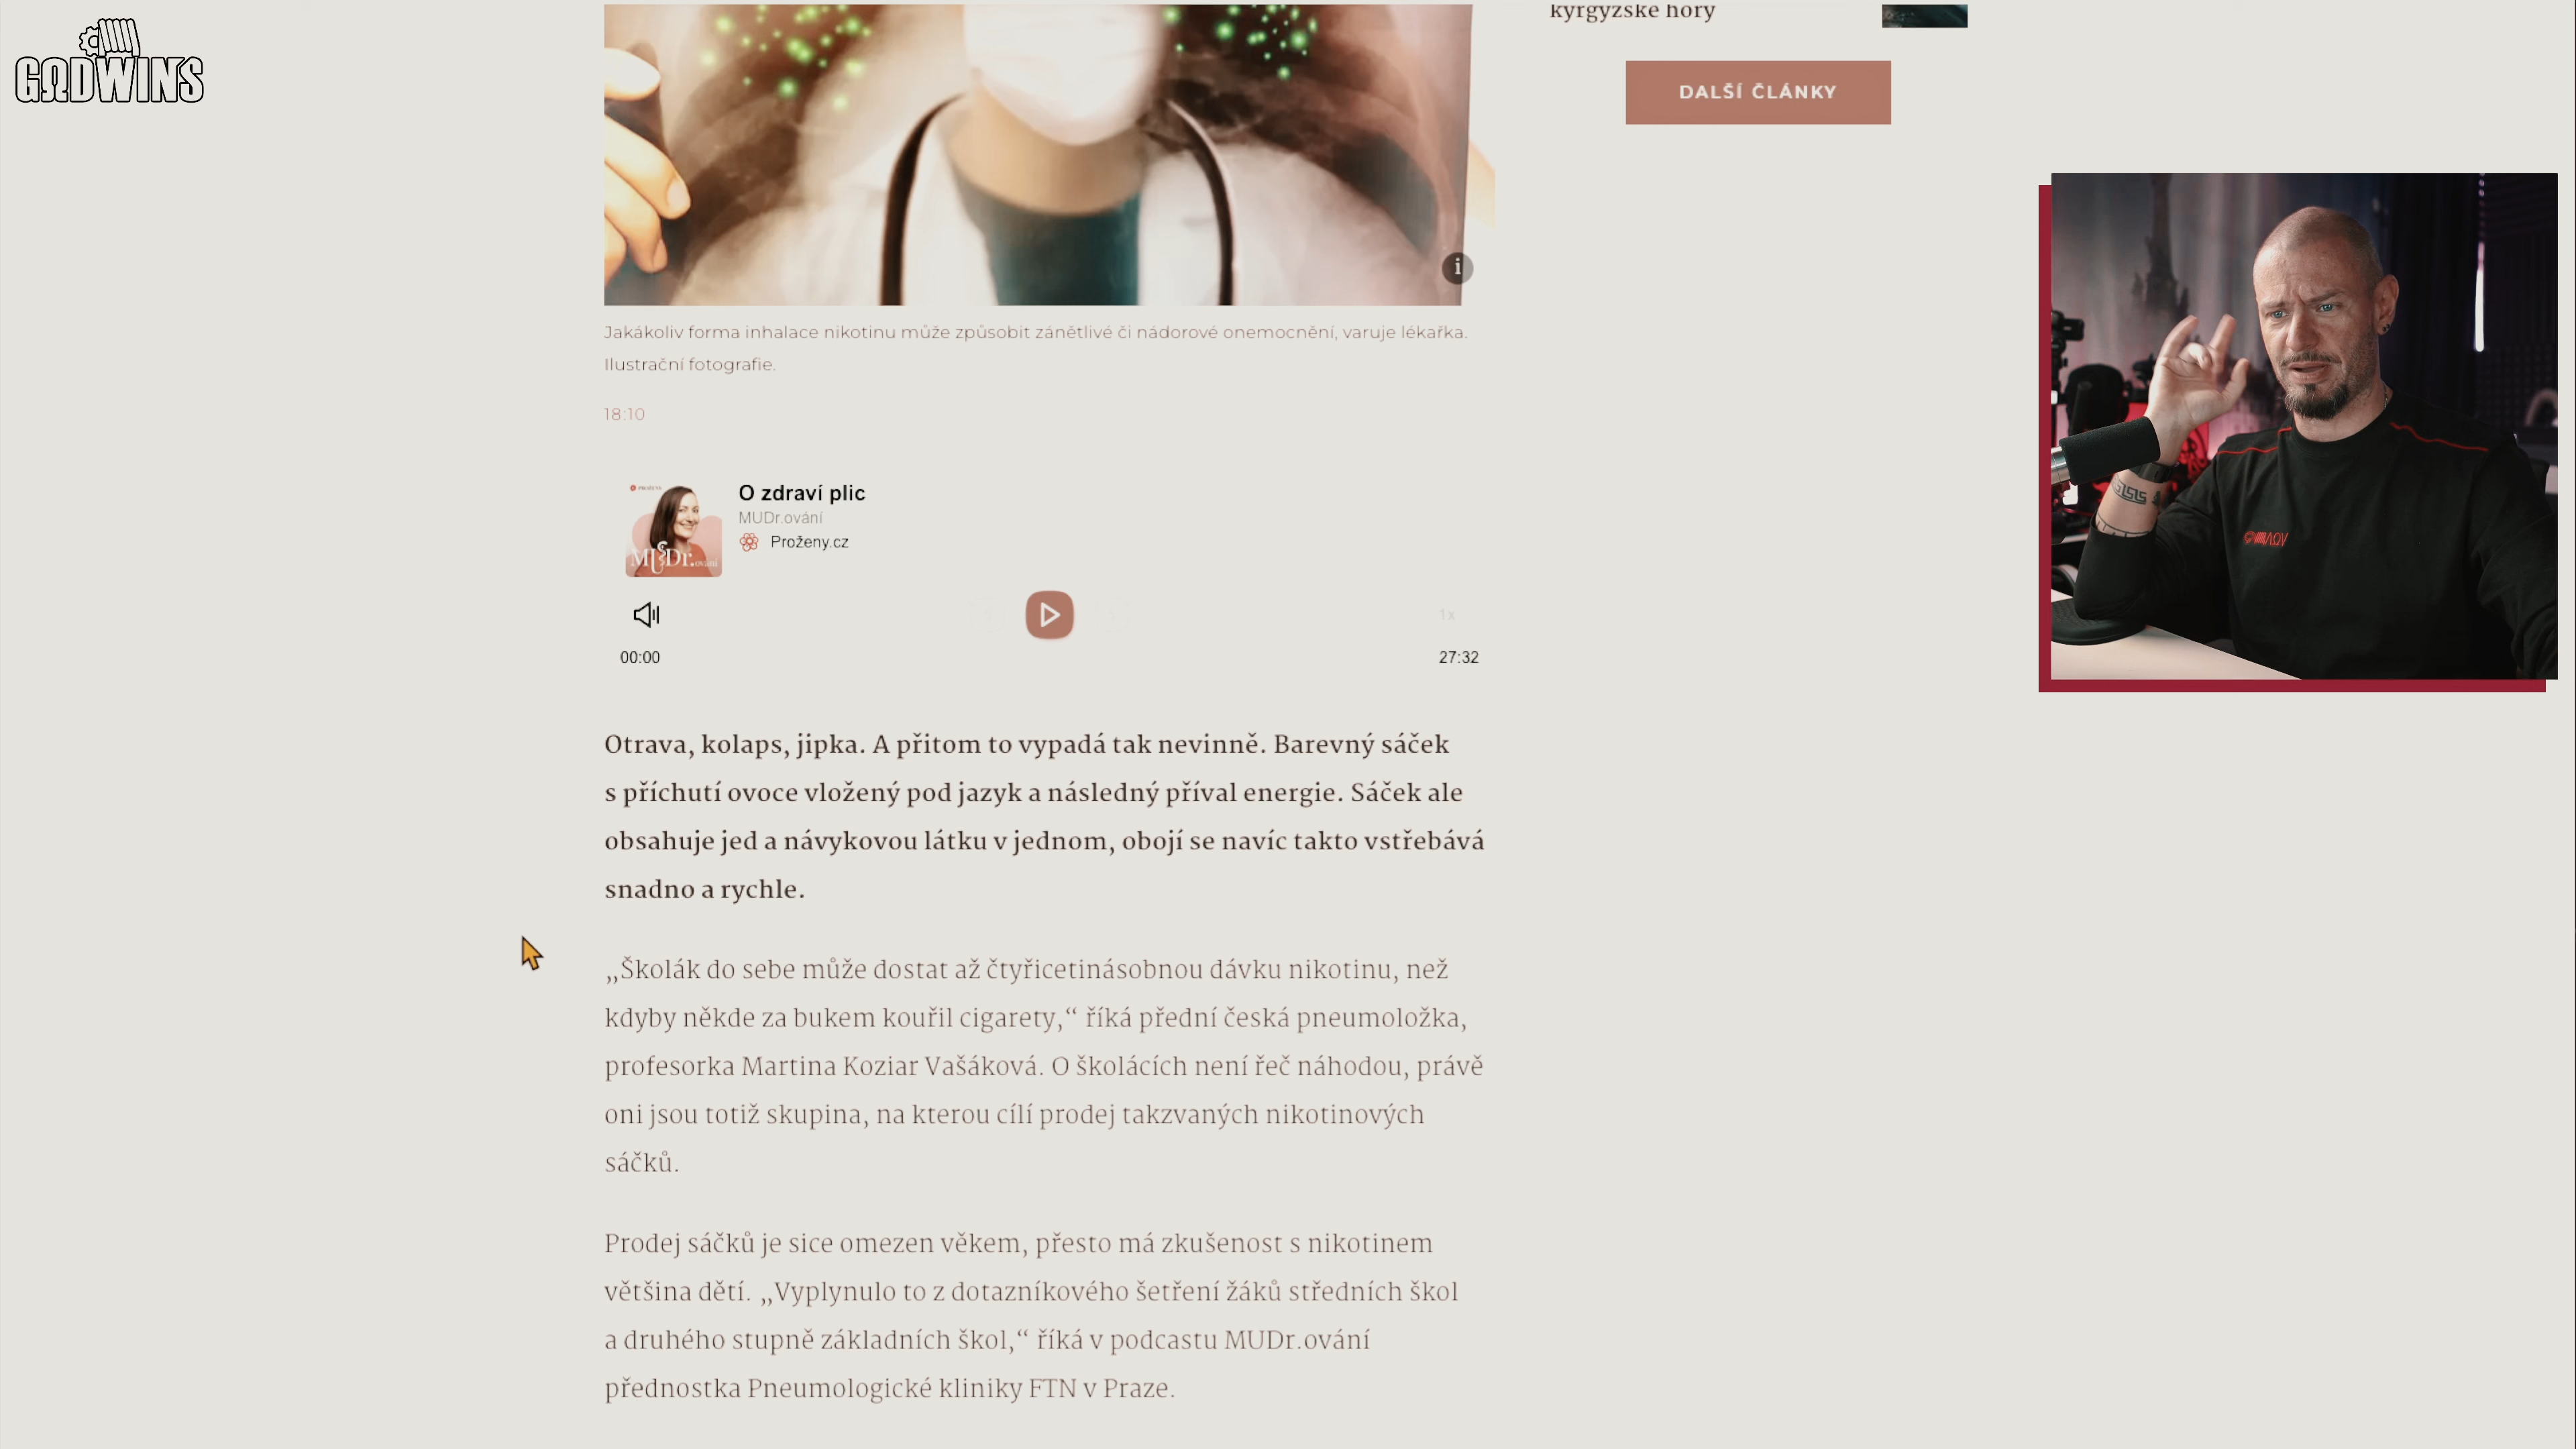 GΩDWINS
kyrgyzské hory
DALŠÍ ČLÁNKY
Jakákoliv forma inhalace nikotinu může způsobit zánětlivé či nádorové onemocnění, varuje lékařka.
Ilustrační fotografie.
18:10
O zdraví plic
MUDr.ování
Proženy.cz
MUDr.ování
1x
00:00
27:32
Otrava, kolaps, jipka. A přitom to vypadá tak nevinně. Barevný sáček
s příchutí ovoce vložený pod jazyk a následný příval energie. Sáček ale
obsahuje jed a návykovou látku v jednom, obojí se navíc takto vstřebává
snadno a rychle.
„Školák do sebe může dostat až čtyřicetinásobnou dávku nikotinu, než
kdyby někde za bukem kouřil cigarety,“ říká přední česká pneumoložka,
profesorka Martina Koziar Vašáková. O školácích není řeč náhodou, právě
oni jsou totiž skupina, na kterou cílí prodej takzvaných nikotinových
sáčků.
Prodej sáčků je sice omezen věkem, přesto má zkušenost s nikotinem
většina dětí. „Vyplynulo to z dotazníkového šetření žáků středních škol
a druhého stupně základních škol,“ říká v podcastu MUDr.ování
přednostka Pneumologické kliniky FTN v Praze.